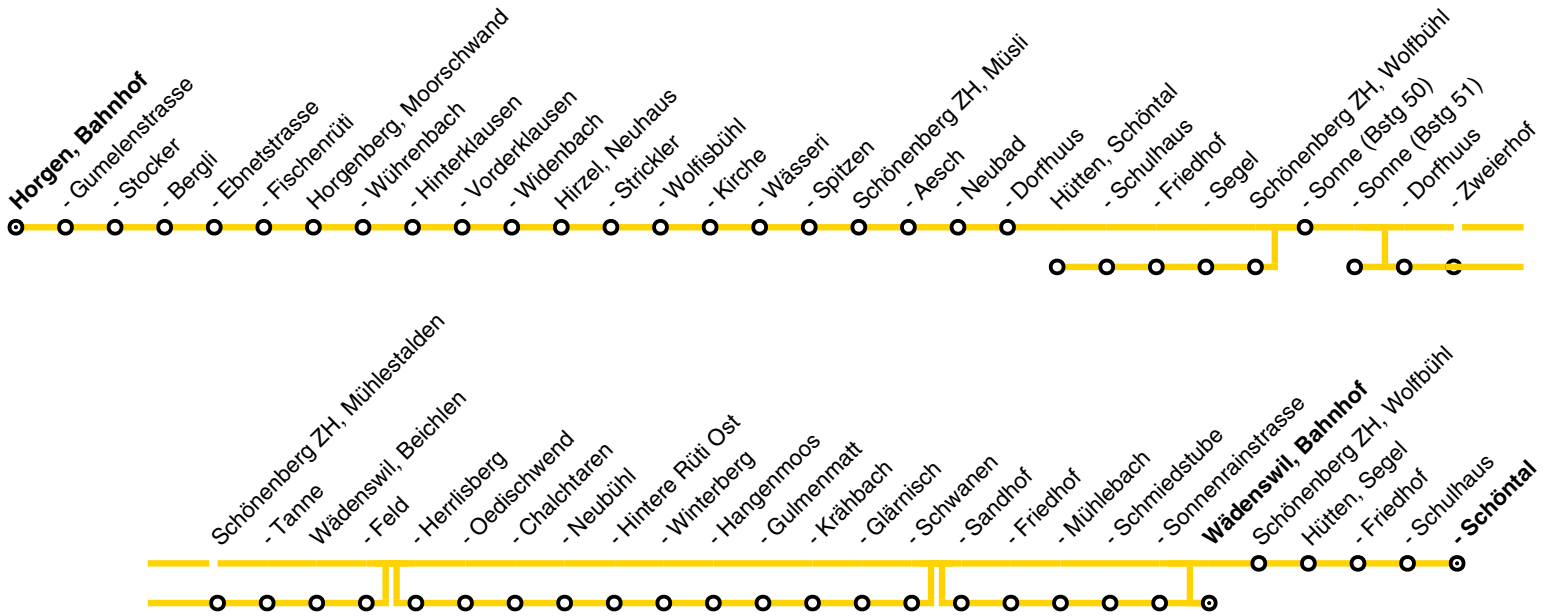 Horgen, Bahnhof
- Gumelenstrasse
- Stocker
- Bergli
- Ebnetstrasse
- Fischenrüti
Horgenberg, Moorschwand
- Wührenbach
- Hinterklausen
- Vorderklausen
- Widenbach
Hirzel, Neuhaus
- Strickler
- Wolfisbühl
- Kirche
- Wässeri
- Spitzen
Schönenberg ZH, Müsli
- Aesch
- Neubad
- Dorfhuus
Hütten, Schöntal
- Schulhaus
- Friedhof
- Segel
Schönenberg ZH, Wolfbühl
- Sonne (Bstg 50)
- Sonne (Bstg 51)
- Dorfhuus
- Zweierhof
Schönenberg ZH, Mühlestalden
- Tanne
Wädenswil, Beichlen
- Feld
- Herrlisberg
- Oedischwend
- Chalchtaren
- Neubühl
- Hintere Rüti Ost
- Winterberg
- Hangenmoos
- Gulmenmatt
- Krähbach
- Glärnisch
- Schwanen
- Sandhof
- Friedhof
- Mühlebach
- Schmiedstube
- Sonnenrainstrasse
Wädenswil, Bahnhof
Schönenberg ZH, Wolfbühl
Hütten, Segel
- Friedhof
- Schulhaus
- Schöntal